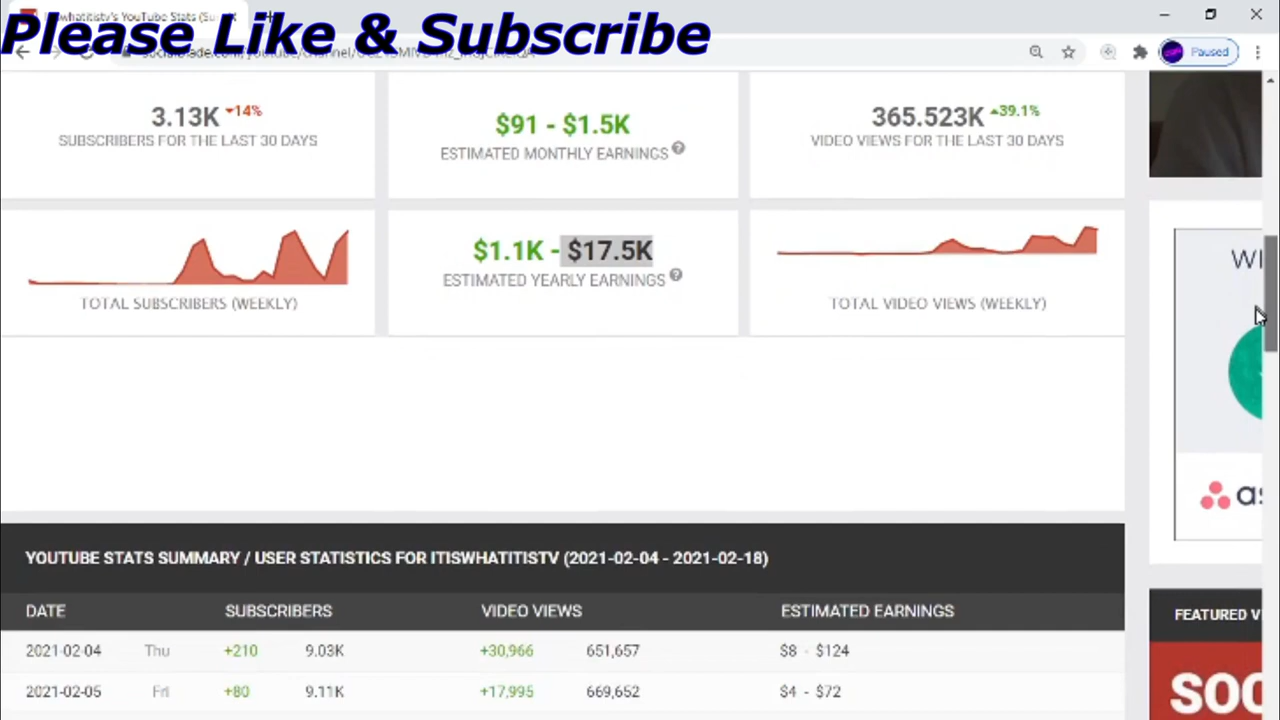 Please Like & Subscribe
Paused
3.13K 14%
SUBSCRIBERS FOR THE LAST 30 DAYS
$91 - $1.5K
ESTIMATED MONTHLY EARNINGS
365.523K 39.1%
VIDEO VIEWS FOR THE LAST 30 DAYS
TOTAL SUBSCRIBERS (WEEKLY)
$1.1K - $17.5K
ESTIMATED YEARLY EARNINGS
TOTAL VIDEO VIEWS (WEEKLY)
YOUTUBE STATS SUMMARY / USER STATISTICS FOR ITISWHATITISTV (2021-02-04 - 2021-02-18)
DATE SUBSCRIBERS VIDEO VIEWS ESTIMATED EARNINGS
2021-02-04 Thu +210 9.03K +30,966 651,657 $8 - $124
2021-02-05 Fri +80 9.11K +17,995 669,652 $4 - $72
WI
as
FEATURED V
SOC